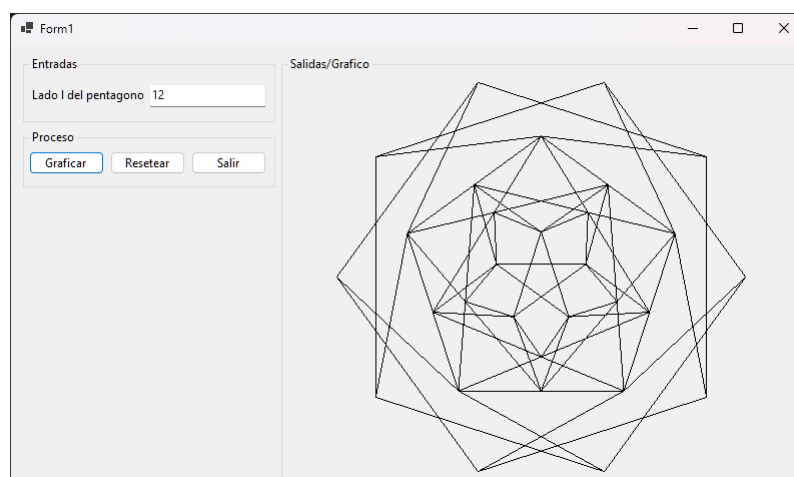 Form1
Entradas
Lado l del pentagono 12
Proceso
Graficar Resetear Salir
Salidas/Grafico